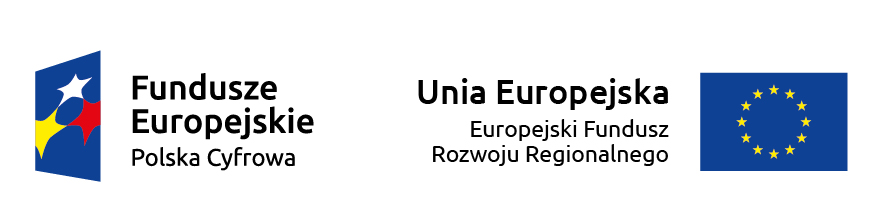 Fundusze
Europejskie
Polska Cyfrowa
Unia Europejska
Europejski Fundusz
Rozwoju Regionalnego